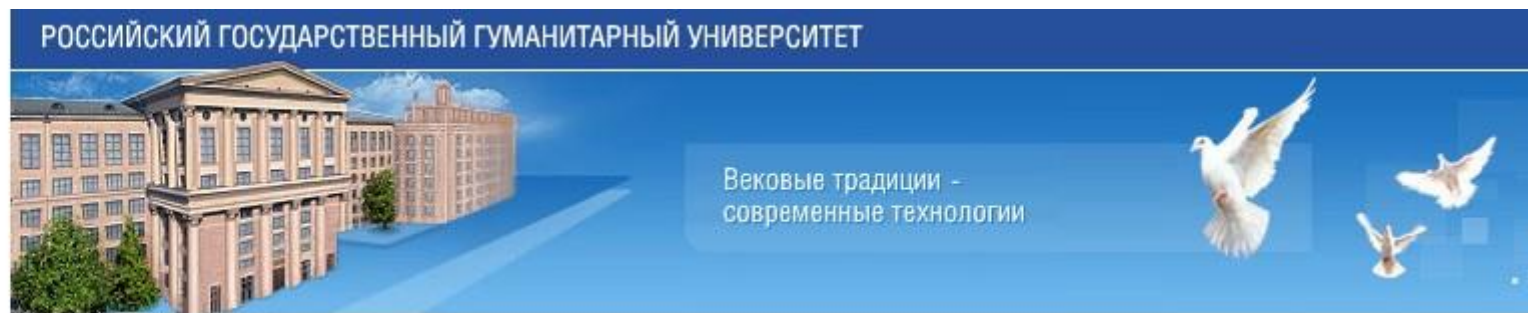 РОССИЙСКИЙ ГОСУДАРСТВЕННЫЙ ГУМАНИТАРНЫЙ УНИВЕРСИТЕТ
Вековые традиции -
современные технологии